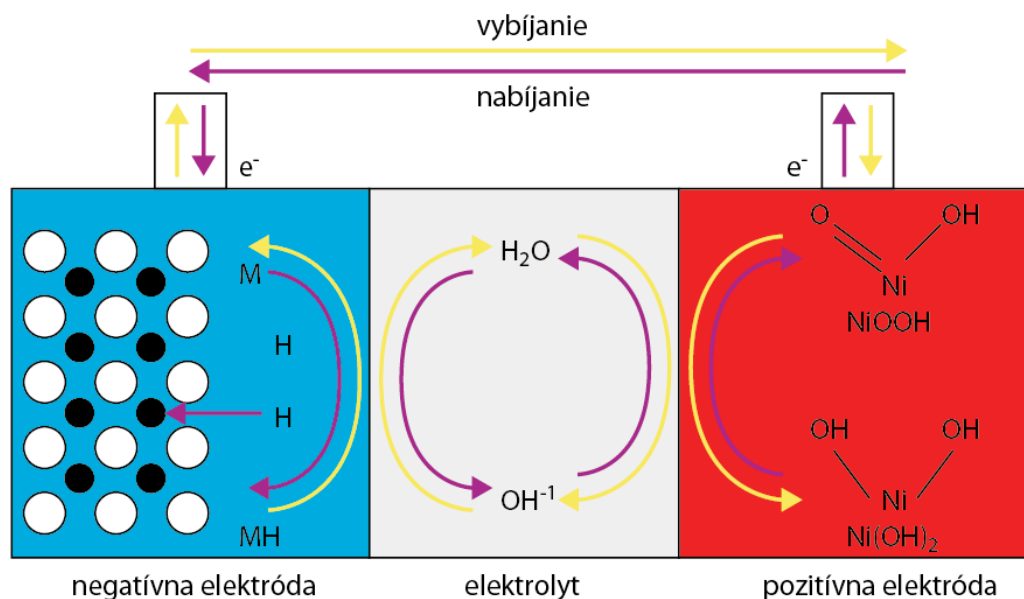 vybíjanie
nabíjanie
e⁻
e⁻
M
H
H
MH
H₂O
OH⁻¹
O
OH
Ni
NiOOH
OH
OH
Ni
Ni(OH)₂
negatívna elektróda
elektrolyt
pozitívna elektróda